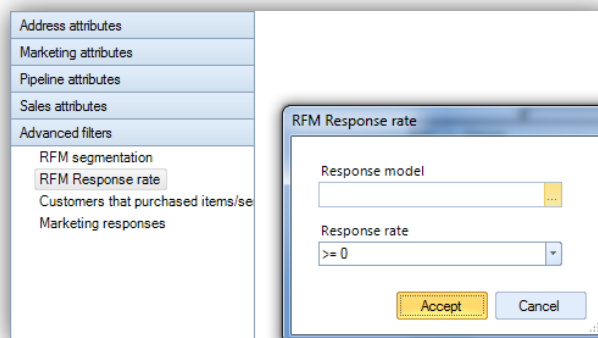 Address attributes
Marketing attributes
Pipeline attributes
Sales attributes
Advanced filters
RFM segmentation
RFM Response rate
Customers that purchased items/se
Marketing responses
RFM Response rate
Response model
...
Response rate
>= 0
Accept Cancel